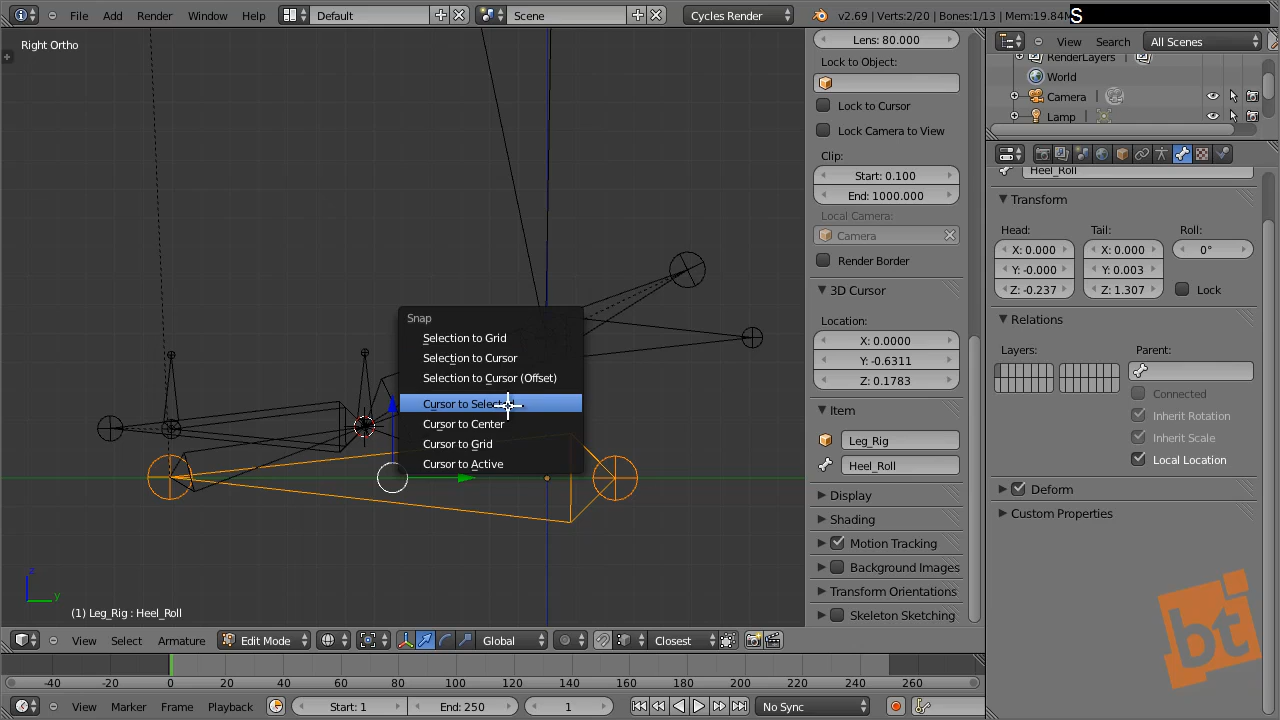 File Add Render Window Help Default Scene Cycles Render v2.69 | Verts:2/20 | Bones:1/13 | Mem:19.84M S
Right Ortho
Lens: 80.000
Lock to Object:
Lock to Cursor
Lock Camera to View
Clip:
Start: 0.100
End: 1000.000
Local Camera:
Camera
Render Border
3D Cursor
Location:
X: 0.0000
Y: -0.6311
Z: 0.1783
Item
Leg_Rig
Heel_Roll
Display
Shading
Motion Tracking
Background Images
Transform Orientations
Skeleton Sketching
View Search All Scenes
RenderLayers
World
Camera
Lamp
Heel_Roll
Transform
Head: Tail: Roll:
X: 0.000 X: 0.000 0°
Y: -0.000 Y: 0.003
Z: -0.237 Z: 1.307 Lock
Relations
Layers: Parent:
Connected
Inherit Rotation
Inherit Scale
Local Location
Deform
Custom Properties
Snap
Selection to Grid
Selection to Cursor
Selection to Cursor (Offset)
Cursor to
Cursor to Center
Cursor to Grid
Cursor to Active
z
y
(1) Leg_Rig : Heel_Roll
View Select Armature Edit Mode Global Closest
-40 -20 0 20 40 60 80 100 120 140 160 180 200 220 240 260
View Marker Frame Playback Start: 1 End: 250 1 No Sync
bt